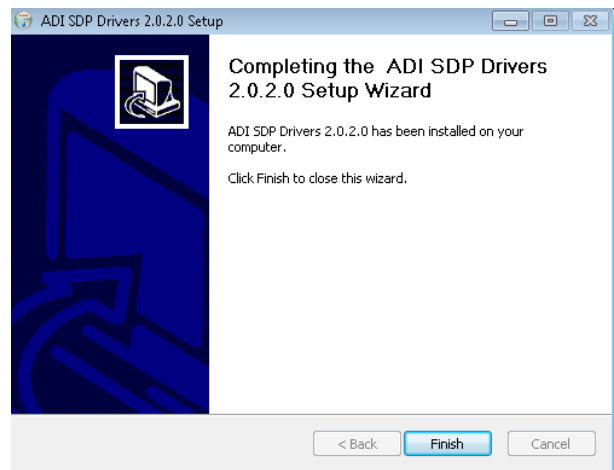 ADI SDP Drivers 2.0.2.0 Setup
Completing the ADI SDP Drivers
2.0.2.0 Setup Wizard
ADI SDP Drivers 2.0.2.0 has been installed on your
computer.
Click Finish to close this wizard.
< Back Finish Cancel